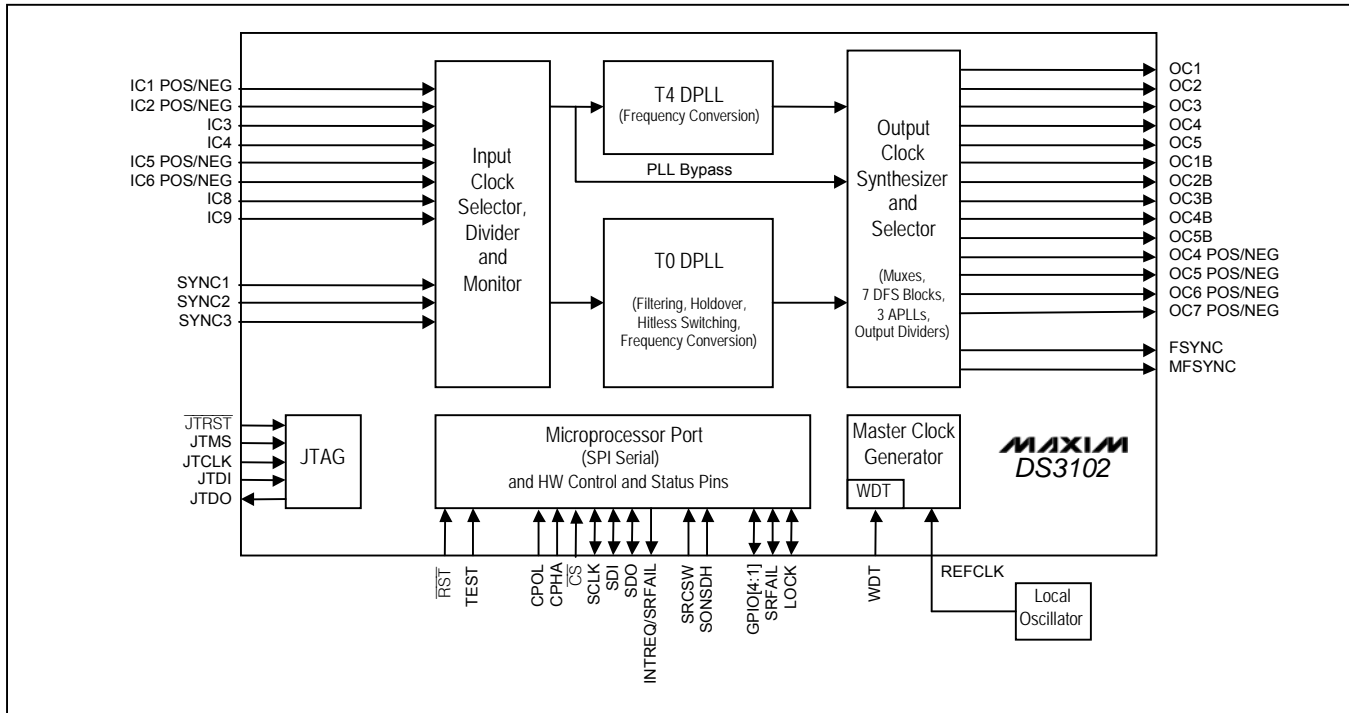 IC1 POS/NEG
IC2 POS/NEG
IC3
IC4
IC5 POS/NEG
IC6 POS/NEG
IC8
IC9
SYNC1
SYNC2
SYNC3
Input
Clock
Selector,
Divider
and
Monitor
T4 DPLL
(Frequency Conversion)
PLL Bypass
T0 DPLL
(Filtering, Holdover,
Hitless Switching,
Frequency Conversion)
Output
Clock
Synthesizer
and
Selector
(Muxes,
7 DFS Blocks,
3 APLLs,
Output Dividers)
OC1
OC2
OC3
OC4
OC5
OC1B
OC2B
OC3B
OC4B
OC5B
OC4 POS/NEG
OC5 POS/NEG
OC6 POS/NEG
OC7 POS/NEG
FSYNC
MFSYNC
JTRST
JTMS
JTCLK
JTDI
JTDO
JTAG
Microprocessor Port
(SPI Serial)
and HW Control and Status Pins
Master Clock
Generator
WDT
MAXIM
DS3102
RST
TEST
CPOL
CPHA
CS
SCLK
SDI
SDO
INTREQ/SRFAIL
SRCSW
SONSDH
GPIO[4:1]
SRFAIL
LOCK
WDT
REFCLK
Local
Oscillator